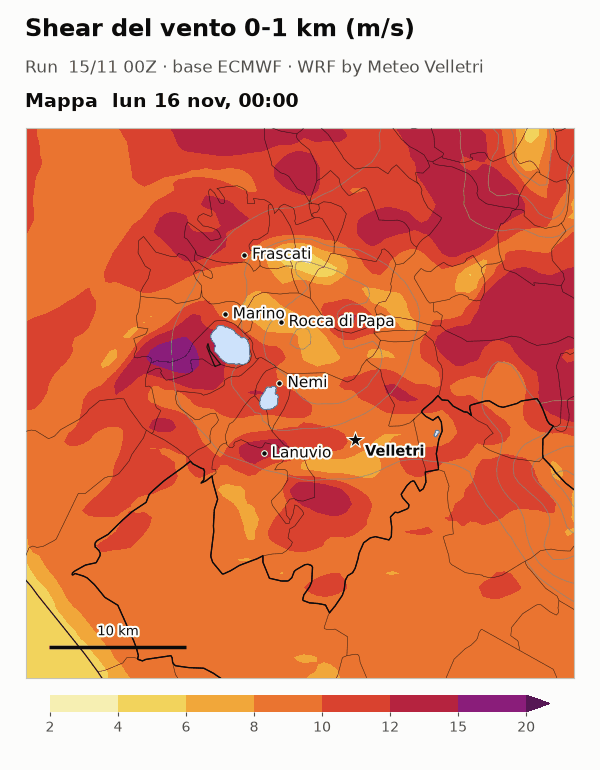 Shear del vento 0-1 km (m/s)
Run 15/11 00Z · base ECMWF · WRF by Meteo Velletri
Mappa lun 16 nov, 00:00
Frascati
Marino
Rocca di Papa
Nemi
Velletri
Lanuvio
10 km
2 4 6 8 10 12 15 20